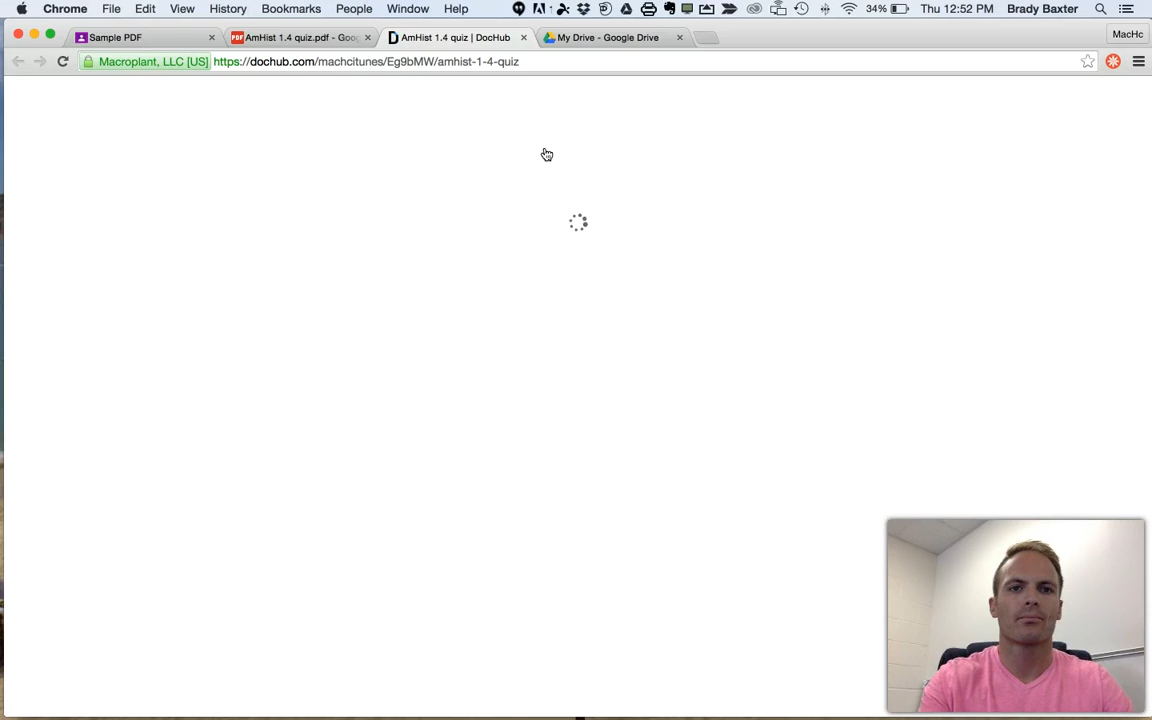 Chrome File Edit View History Bookmarks People Window Help 34% Thu 12:52 PM Brady Baxter
Sample PDF AmHist 1.4 quiz.pdf - Goo AmHist 1.4 quiz | DocHub My Drive - Google Drive MacHc
Macroplant, LLC [US] https://dochub.com/machcitunes/Eg9bMW/amhist-1-4-quiz